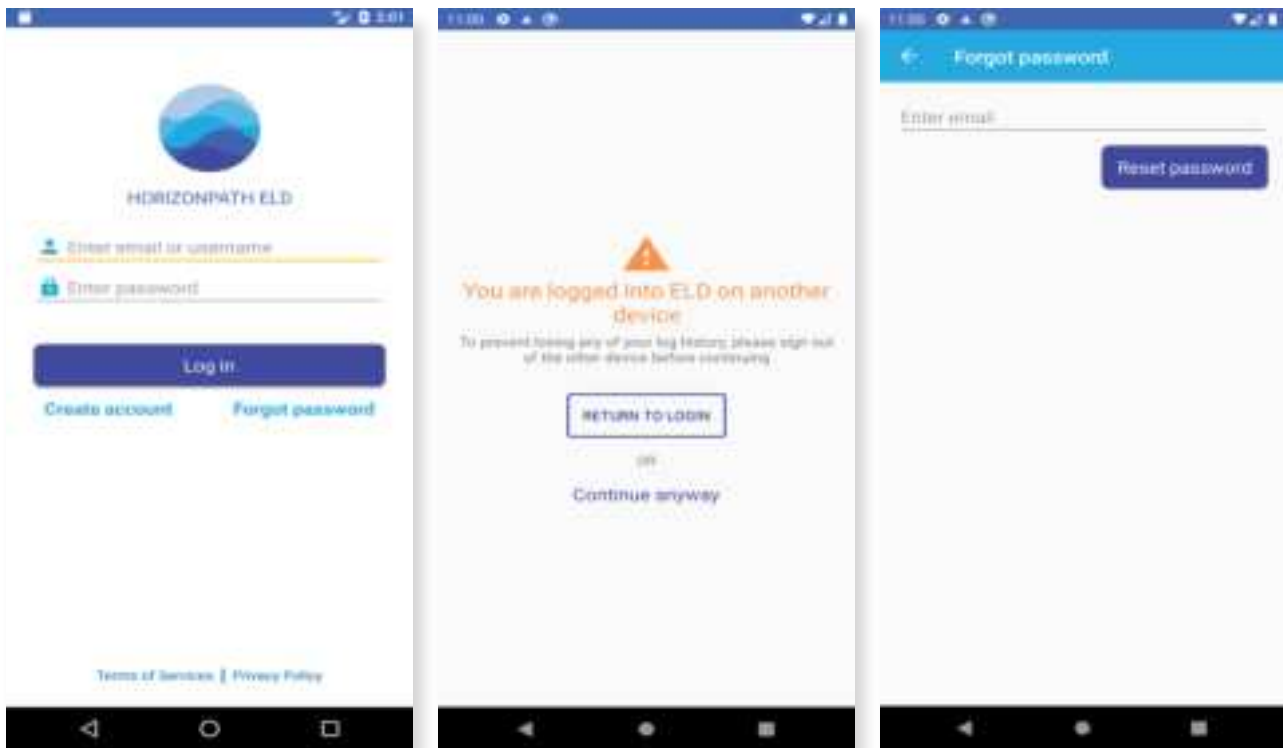 3:01
HORIZONPATH ELD
Enter email or username
Enter password
Log in
Create account
Forgot password
Terms of Services | Privacy Policy
You are logged into ELD on another
device
To prevent losing any of your log history, please sign out
of the other device before continuing
RETURN TO LOGIN
OR
Continue anyway
Forgot password
Enter email
Reset password